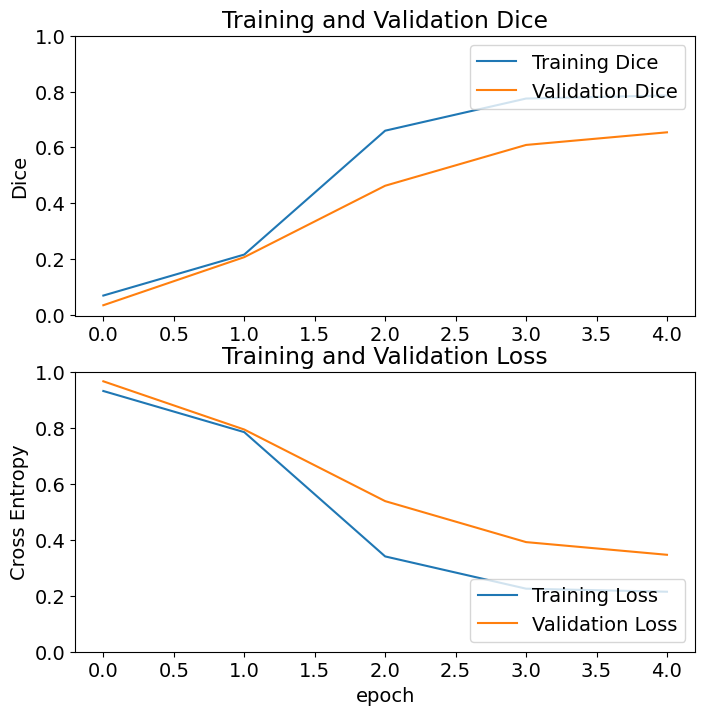 Training and Validation Dice
1.0
0.8
0.6
0.4
0.2
0.0
Dice
Training Dice
Validation Dice
0.0 0.5 1.0 1.5 2.0 2.5 3.0 3.5 4.0
Training and Validation Loss
1.0
0.8
0.6
0.4
0.2
0.0
Cross Entropy
Training Loss
Validation Loss
0.0 0.5 1.0 1.5 2.0 2.5 3.0 3.5 4.0
epoch